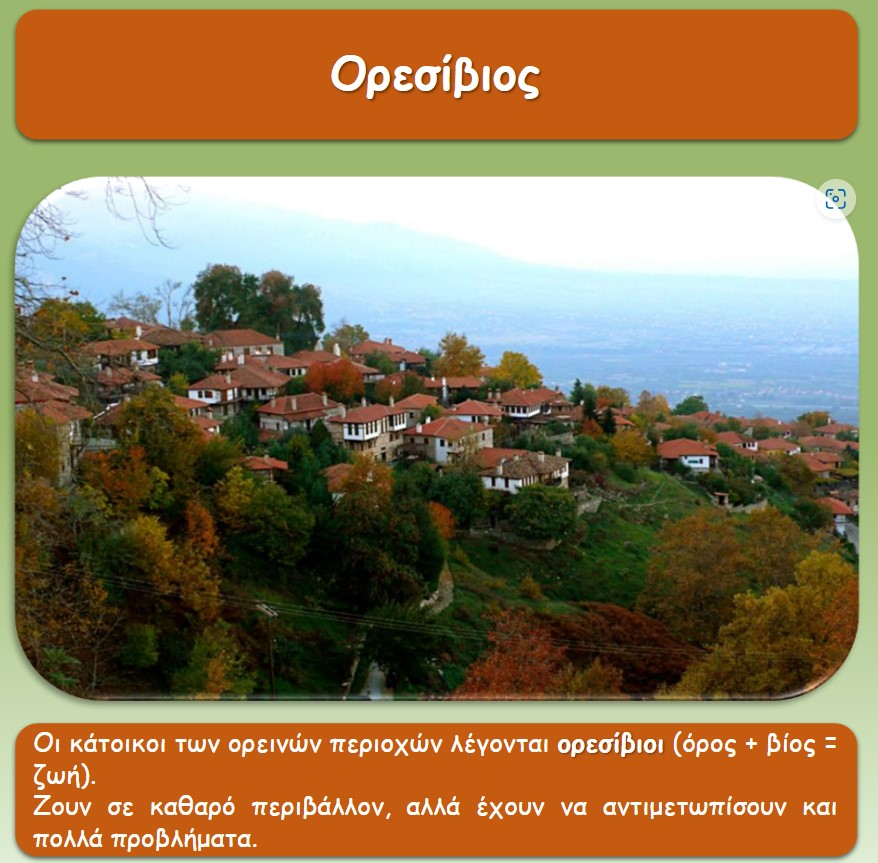 Ορεσίβιος
Οι κάτοικοι των ορεινών περιοχών λέγονται ορεσίβιοι (όρος + βίος =
ζωή).
Ζουν σε καθαρό περιβάλλον, αλλά έχουν να αντιμετωπίσουν και
πολλά προβλήματα.